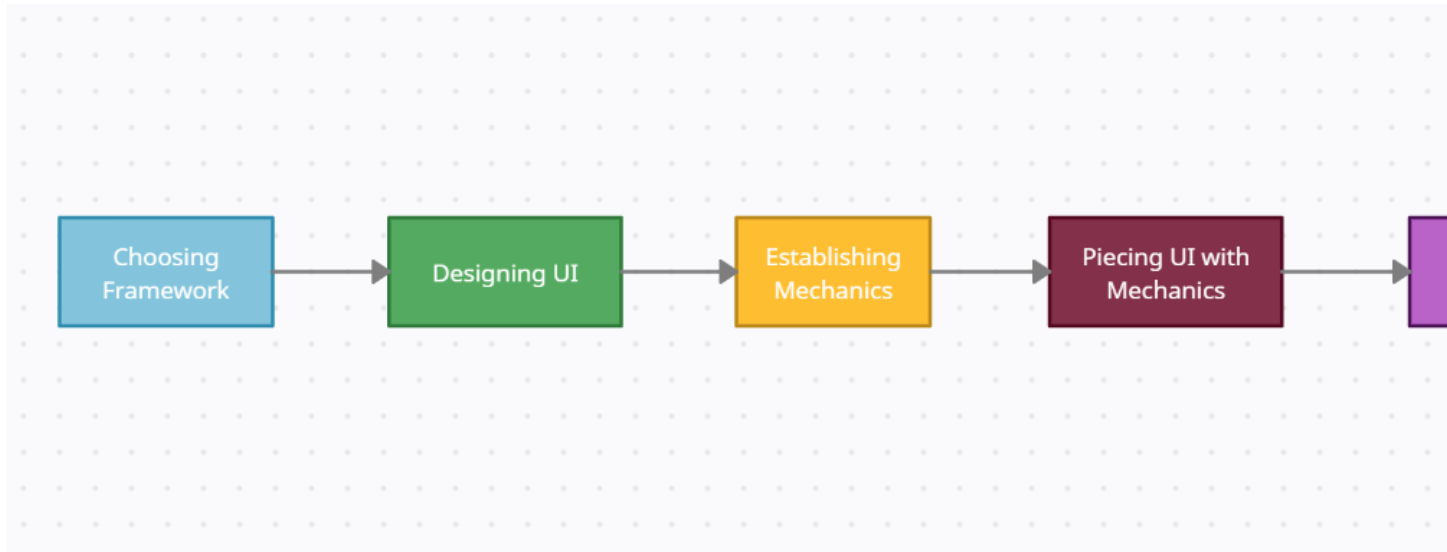 Choosing
Framework
Designing UI
Establishing
Mechanics
Piecing UI with
Mechanics